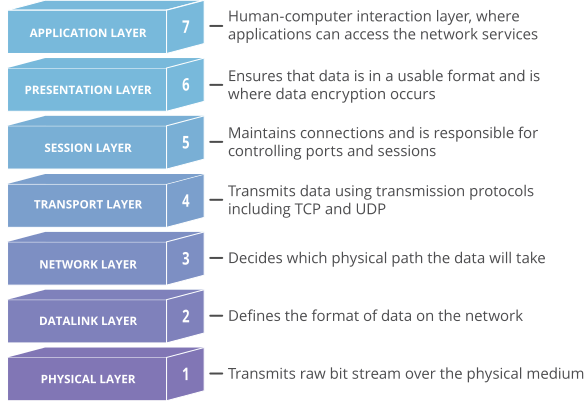 APPLICATION LAYER 7
Human-computer interaction layer, where
applications can access the network services
PRESENTATION LAYER 6
Ensures that data is in a usable format and is
where data encryption occurs
SESSION LAYER 5
Maintains connections and is responsible for
controlling ports and sessions
TRANSPORT LAYER 4
Transmits data using transmission protocols
including TCP and UDP
NETWORK LAYER 3
Decides which physical path the data will take
DATALINK LAYER 2
Defines the format of data on the network
PHYSICAL LAYER 1
Transmits raw bit stream over the physical medium